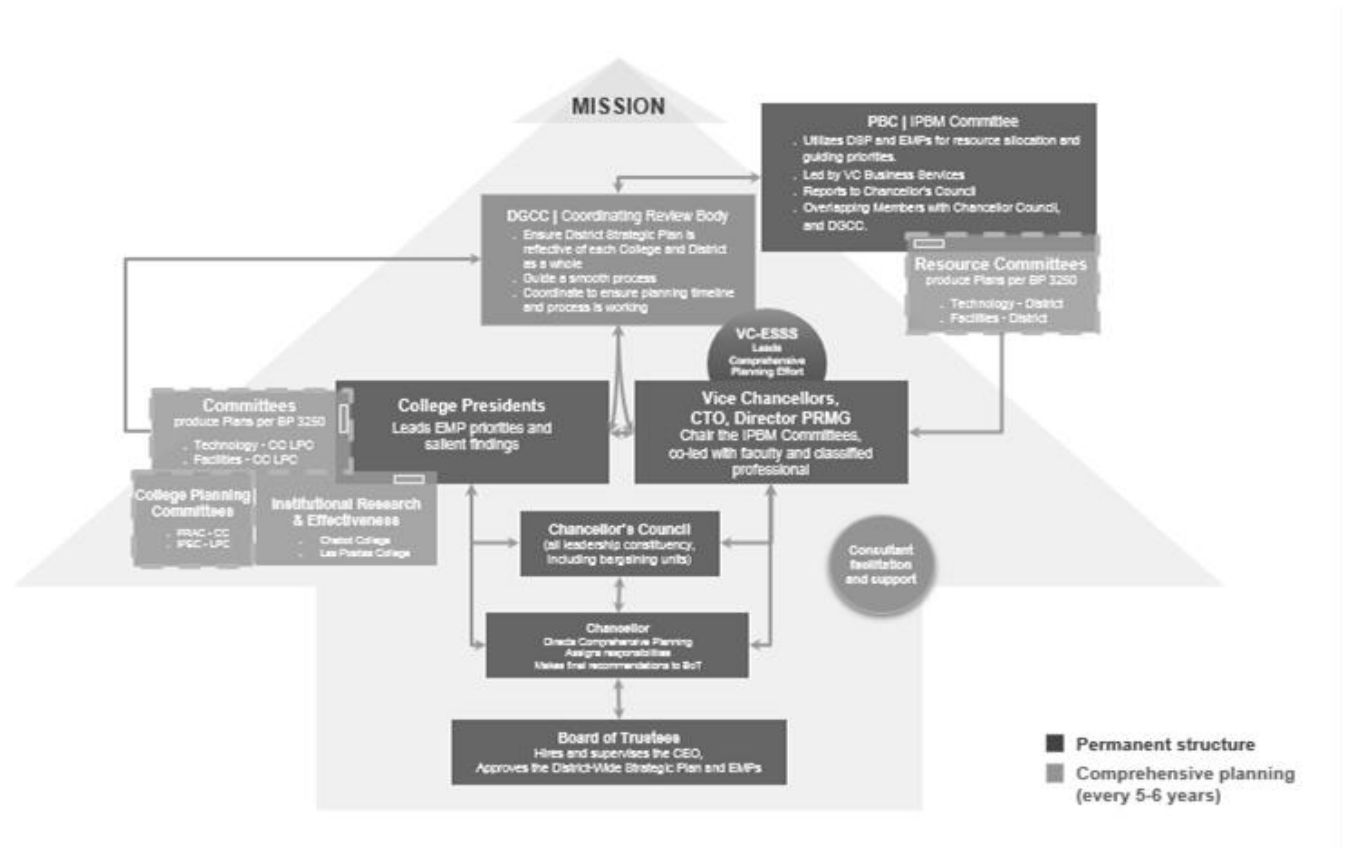 MISSION
PBC | IPBM Committee
. Utilizes DSP and EMPs for resource allocation and
guiding priorities.
. Led by VC Business Services
. Reports to Chancellor's Council
. Overlapping Members with Chancellor Council,
and DGCC.
DGCC | Coordinating Review Body
. Ensure District Strategic Plan is
reflective of each College and District
as a whole
. Guide a smooth process
. Coordinate to ensure planning timeline
and process is working
Resource Committees
produce Plans per BP 3250
. Technology - District
. Facilities - District
VC-ESSS
Leads
Comprehensive
Planning Effort
Committees
produce Plans per BP 3250
. Technology - CC LPC
. Facilities - CC LPC
College Presidents
Leads EMP priorities and
salient findings
Vice Chancellors,
CTO, Director PRMG
Chair the IPBM Committees,
co-led with faculty and classified
professional
College Planning
Committees
. PRAC - CC
. IPEC - LPC
Institutional Research
& Effectiveness
. Chabot College
. Las Positas College
Chancellor's Council
(all leadership constituency,
including bargaining units)
Consultant
facilitation
and support
Chancellor
Directs Comprehensive Planning
Assigns responsibilities
Makes final recommendations to BoT
Board of Trustees
Hires and supervises the CEO,
Approves the District-Wide Strategic Plan and EMPs
Permanent structure
Comprehensive planning
(every 5-6 years)